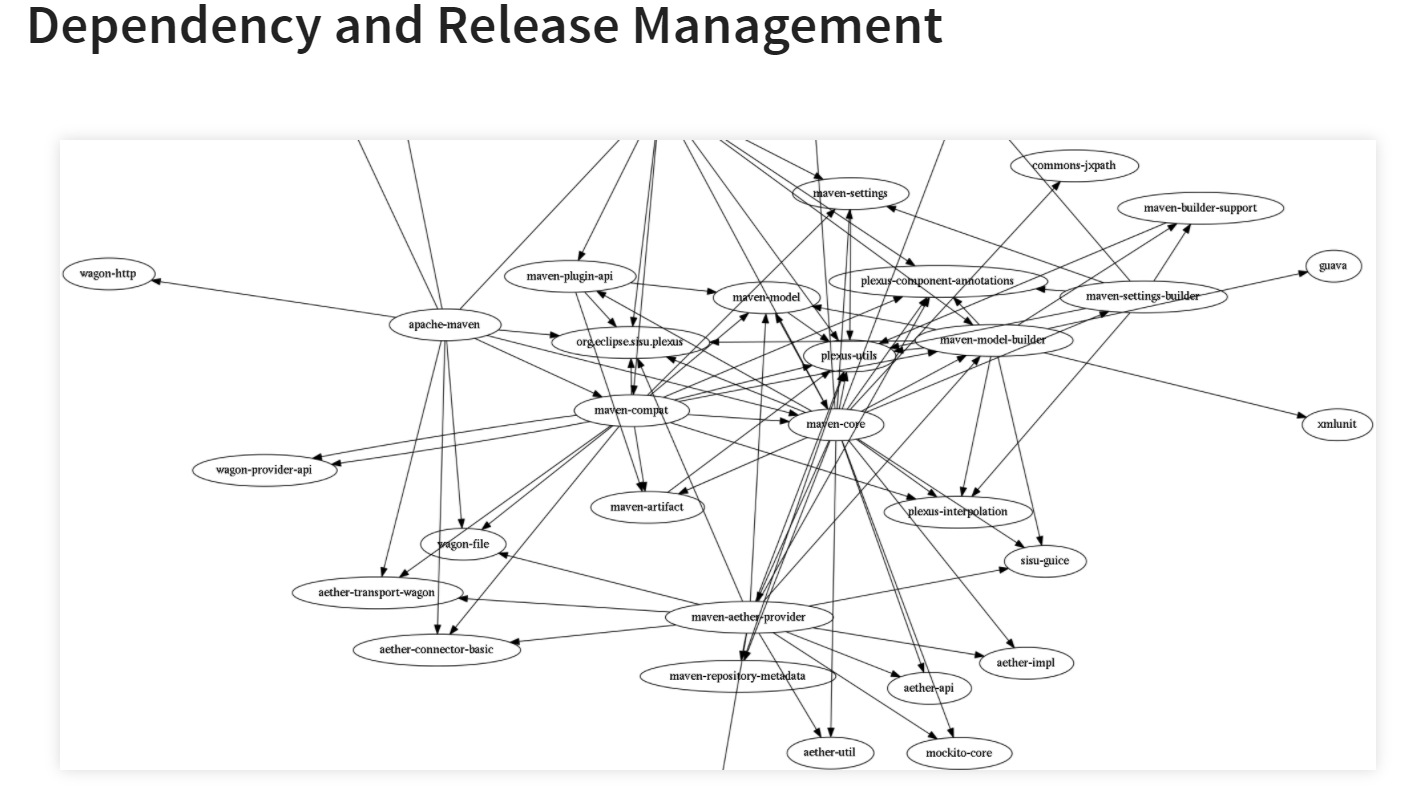 Dependency and Release Management
commons-jxpath
maven-settings
maven-builder-support
wagon-http
maven-plugin-api
plexus-component-annotations
guava
maven-model
maven-settings-builder
apache-maven
org.eclipse.sisu.plexus
maven-model-builder
plexus-utils
maven-compat
maven-core
xmlunit
wagon-provider-api
maven-artifact
plexus-interpolation
wagon-file
sisu-guice
aether-transport-wagon
maven-aether-provider
aether-connector-basic
aether-impl
maven-repository-metadata
aether-api
aether-util
mockito-core